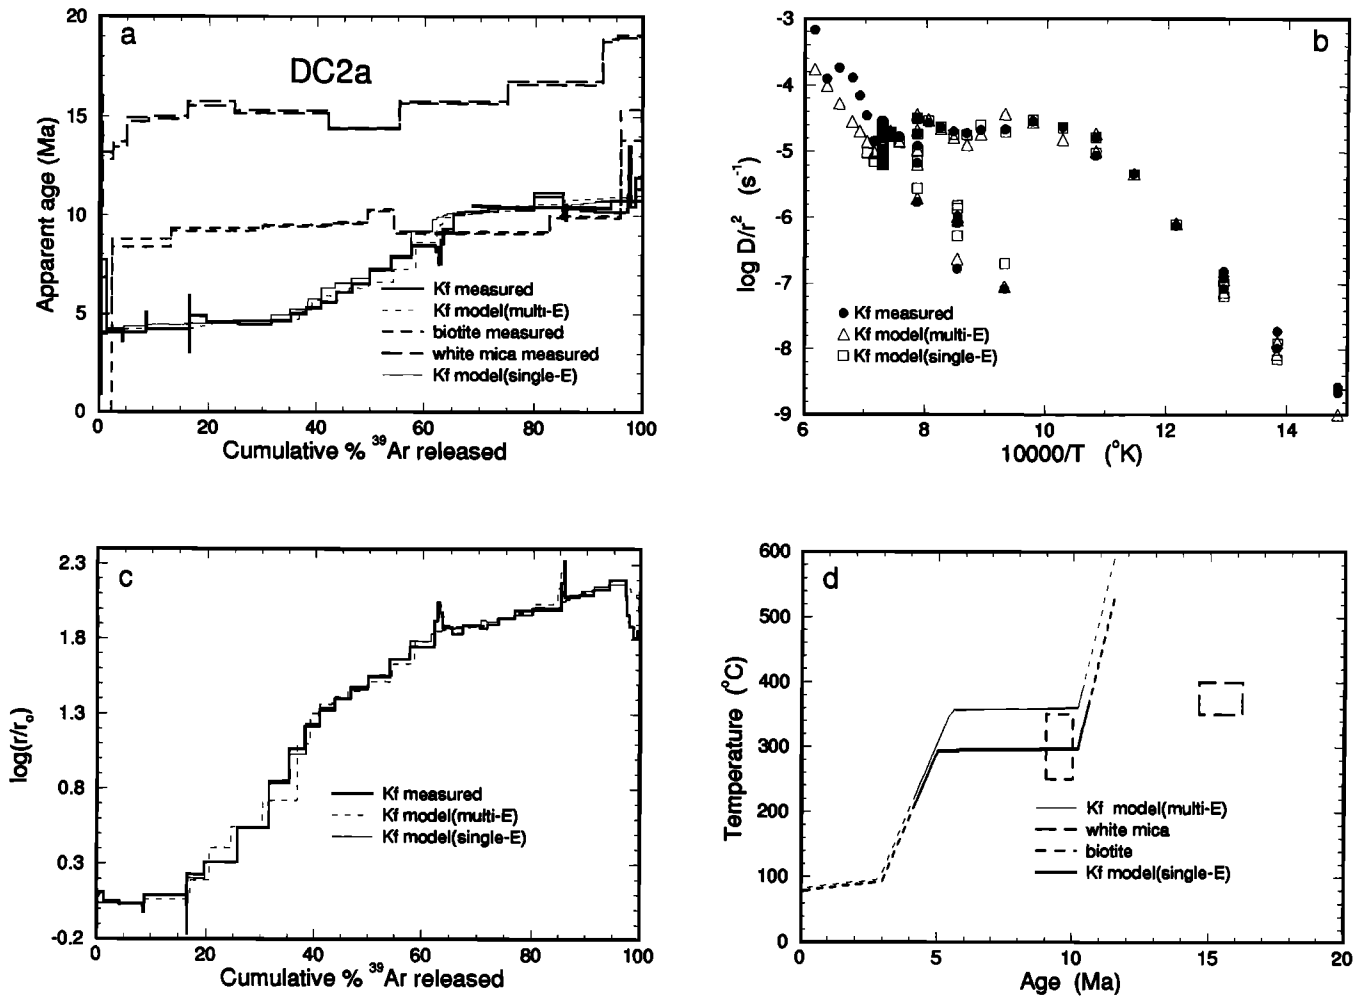 a
DC2a
20
15
10
5
0
Apparent age (Ma)
Kf measured
Kf model(multi-E)
biotite measured
white mica measured
Kf model(single-E)
0 20 40 60 80 100
Cumulative % ³⁹Ar released
b
-3
-4
-5
-6
-7
-8
-9
log D/r² (s⁻¹)
Kf measured
Kf model(multi-E)
Kf model(single-E)
6 8 10 12 14
10000/T (°K)
c
2.3
1.8
1.3
0.8
0.3
-0.2
log(r/r₀)
Kf measured
Kf model(multi-E)
Kf model(single-E)
0 20 40 60 80 100
Cumulative % ³⁹Ar released
d
600
500
400
300
200
100
0
Temperature (°C)
Kf model(multi-E)
white mica
biotite
Kf model(single-E)
0 5 10 15 20
Age (Ma)